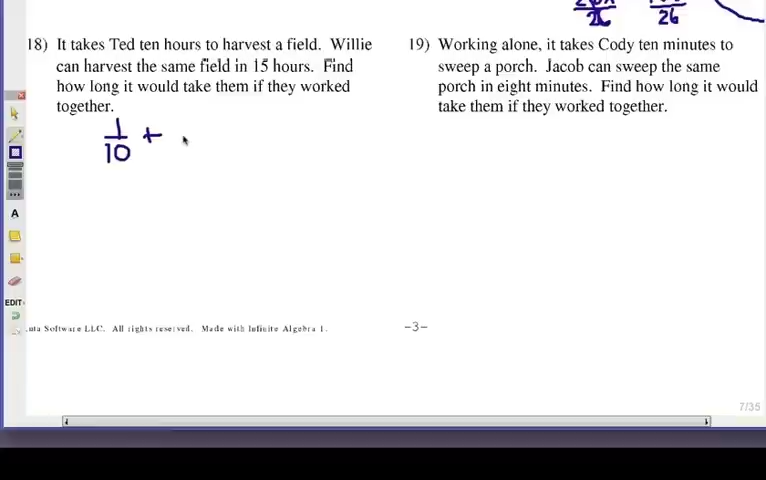 18) It takes Ted ten hours to harvest a field. Willie
can harvest the same field in 15 hours. Find
how long it would take them if they worked
together.
1/10 +
26
26
19) Working alone, it takes Cody ten minutes to
sweep a porch. Jacob can sweep the same
porch in eight minutes. Find how long it would
take them if they worked together.
A
EDIT
uta Software LLC. All rights reserved. Made with Infinite Algebra 1.
-3-
7/35